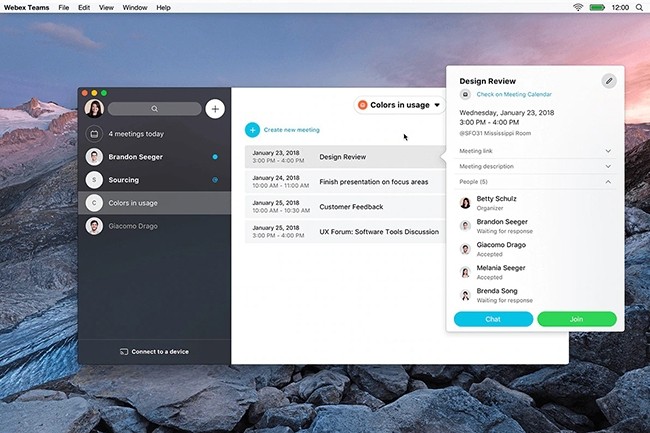 Webex Teams File Edit View Window Help 12:00
+
4 meetings today
Brandon Seeger
S Sourcing
C Colors in usage
Giacomo Drago
Connect to a device
Colors in usage
+ Create new meeting
January 23, 2018
3:00 PM - 4:00 PM
Design Review
January 24, 2018
10:00 AM - 11:00 AM
Finish presentation on focus areas
January 25, 2018
10:00 AM - 10:30 AM
Customer Feedback
January 25, 2018
3:00 PM - 4:00 PM
UX Forum: Software Tools Discussion
Design Review
Check on Meeting Calendar
Wednesday, January 23, 2018
3:00 PM - 4:00 PM
@SFO31 Mississippi Room
Meeting link
Meeting description
People (5)
Betty Schulz
Organizer
Brandon Seeger
Waiting for response
Giacomo Drago
Accepted
Melania Seeger
Accepted
Brenda Song
Waiting for response
Chat Join